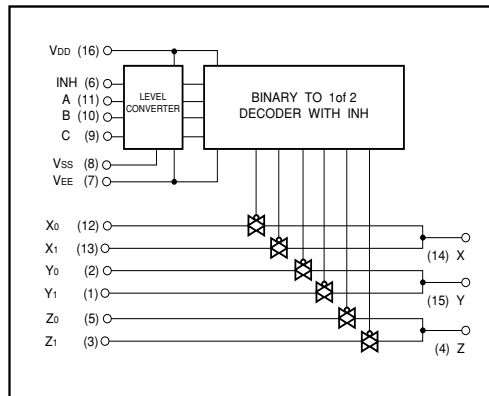 VDD (16)
INH (6)
A (11)
B (10)
C (9)
VSS (8)
VEE (7)
LEVEL
CONVERTER
BINARY TO 1of 2
DECODER WITH INH
X0 (12)
X1 (13)
Y0 (2)
Y1 (1)
Z0 (5)
Z1 (3)
(14) X
(15) Y
(4) Z